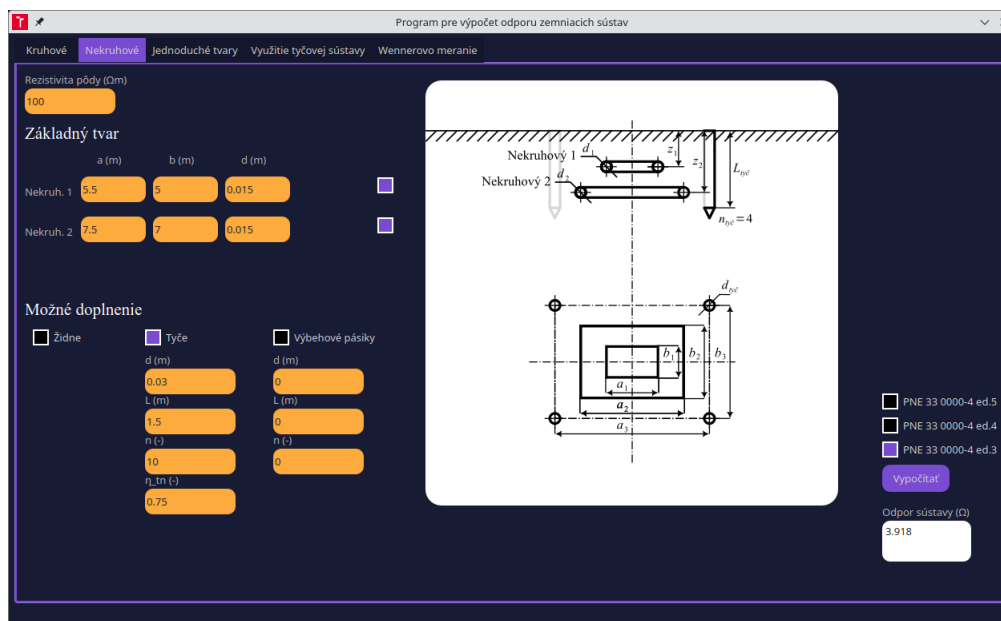 Program pre výpočet odporu zemniacich sústav
Kruhové Nekruhové Jednoduché tvary Využitie tyčovej sústavy Wennerovo meranie
Rezistivita pôdy (Ωm)
100
Základný tvar
a (m) b (m) d (m)
Nekruh. 1 5.5 5 0.015
Nekruh. 2 7.5 7 0.015
Možné doplnenie
Židne Tyče Výbehové pásiky
d (m) d (m)
0.03 0
L (m) L (m)
1.5 0
n (-) n (-)
10 0
η_tn (-)
0.75
Nekruhový 1 d1 z1
Nekruhový 2 d2 z2 Ltyč
ntyč=4
dtyč
b1 b2 b3
a1
a2
a3
PNE 33 0000-4 ed.5
PNE 33 0000-4 ed.4
PNE 33 0000-4 ed.3
Vypočítať
Odpor sústavy (Ω)
3.918